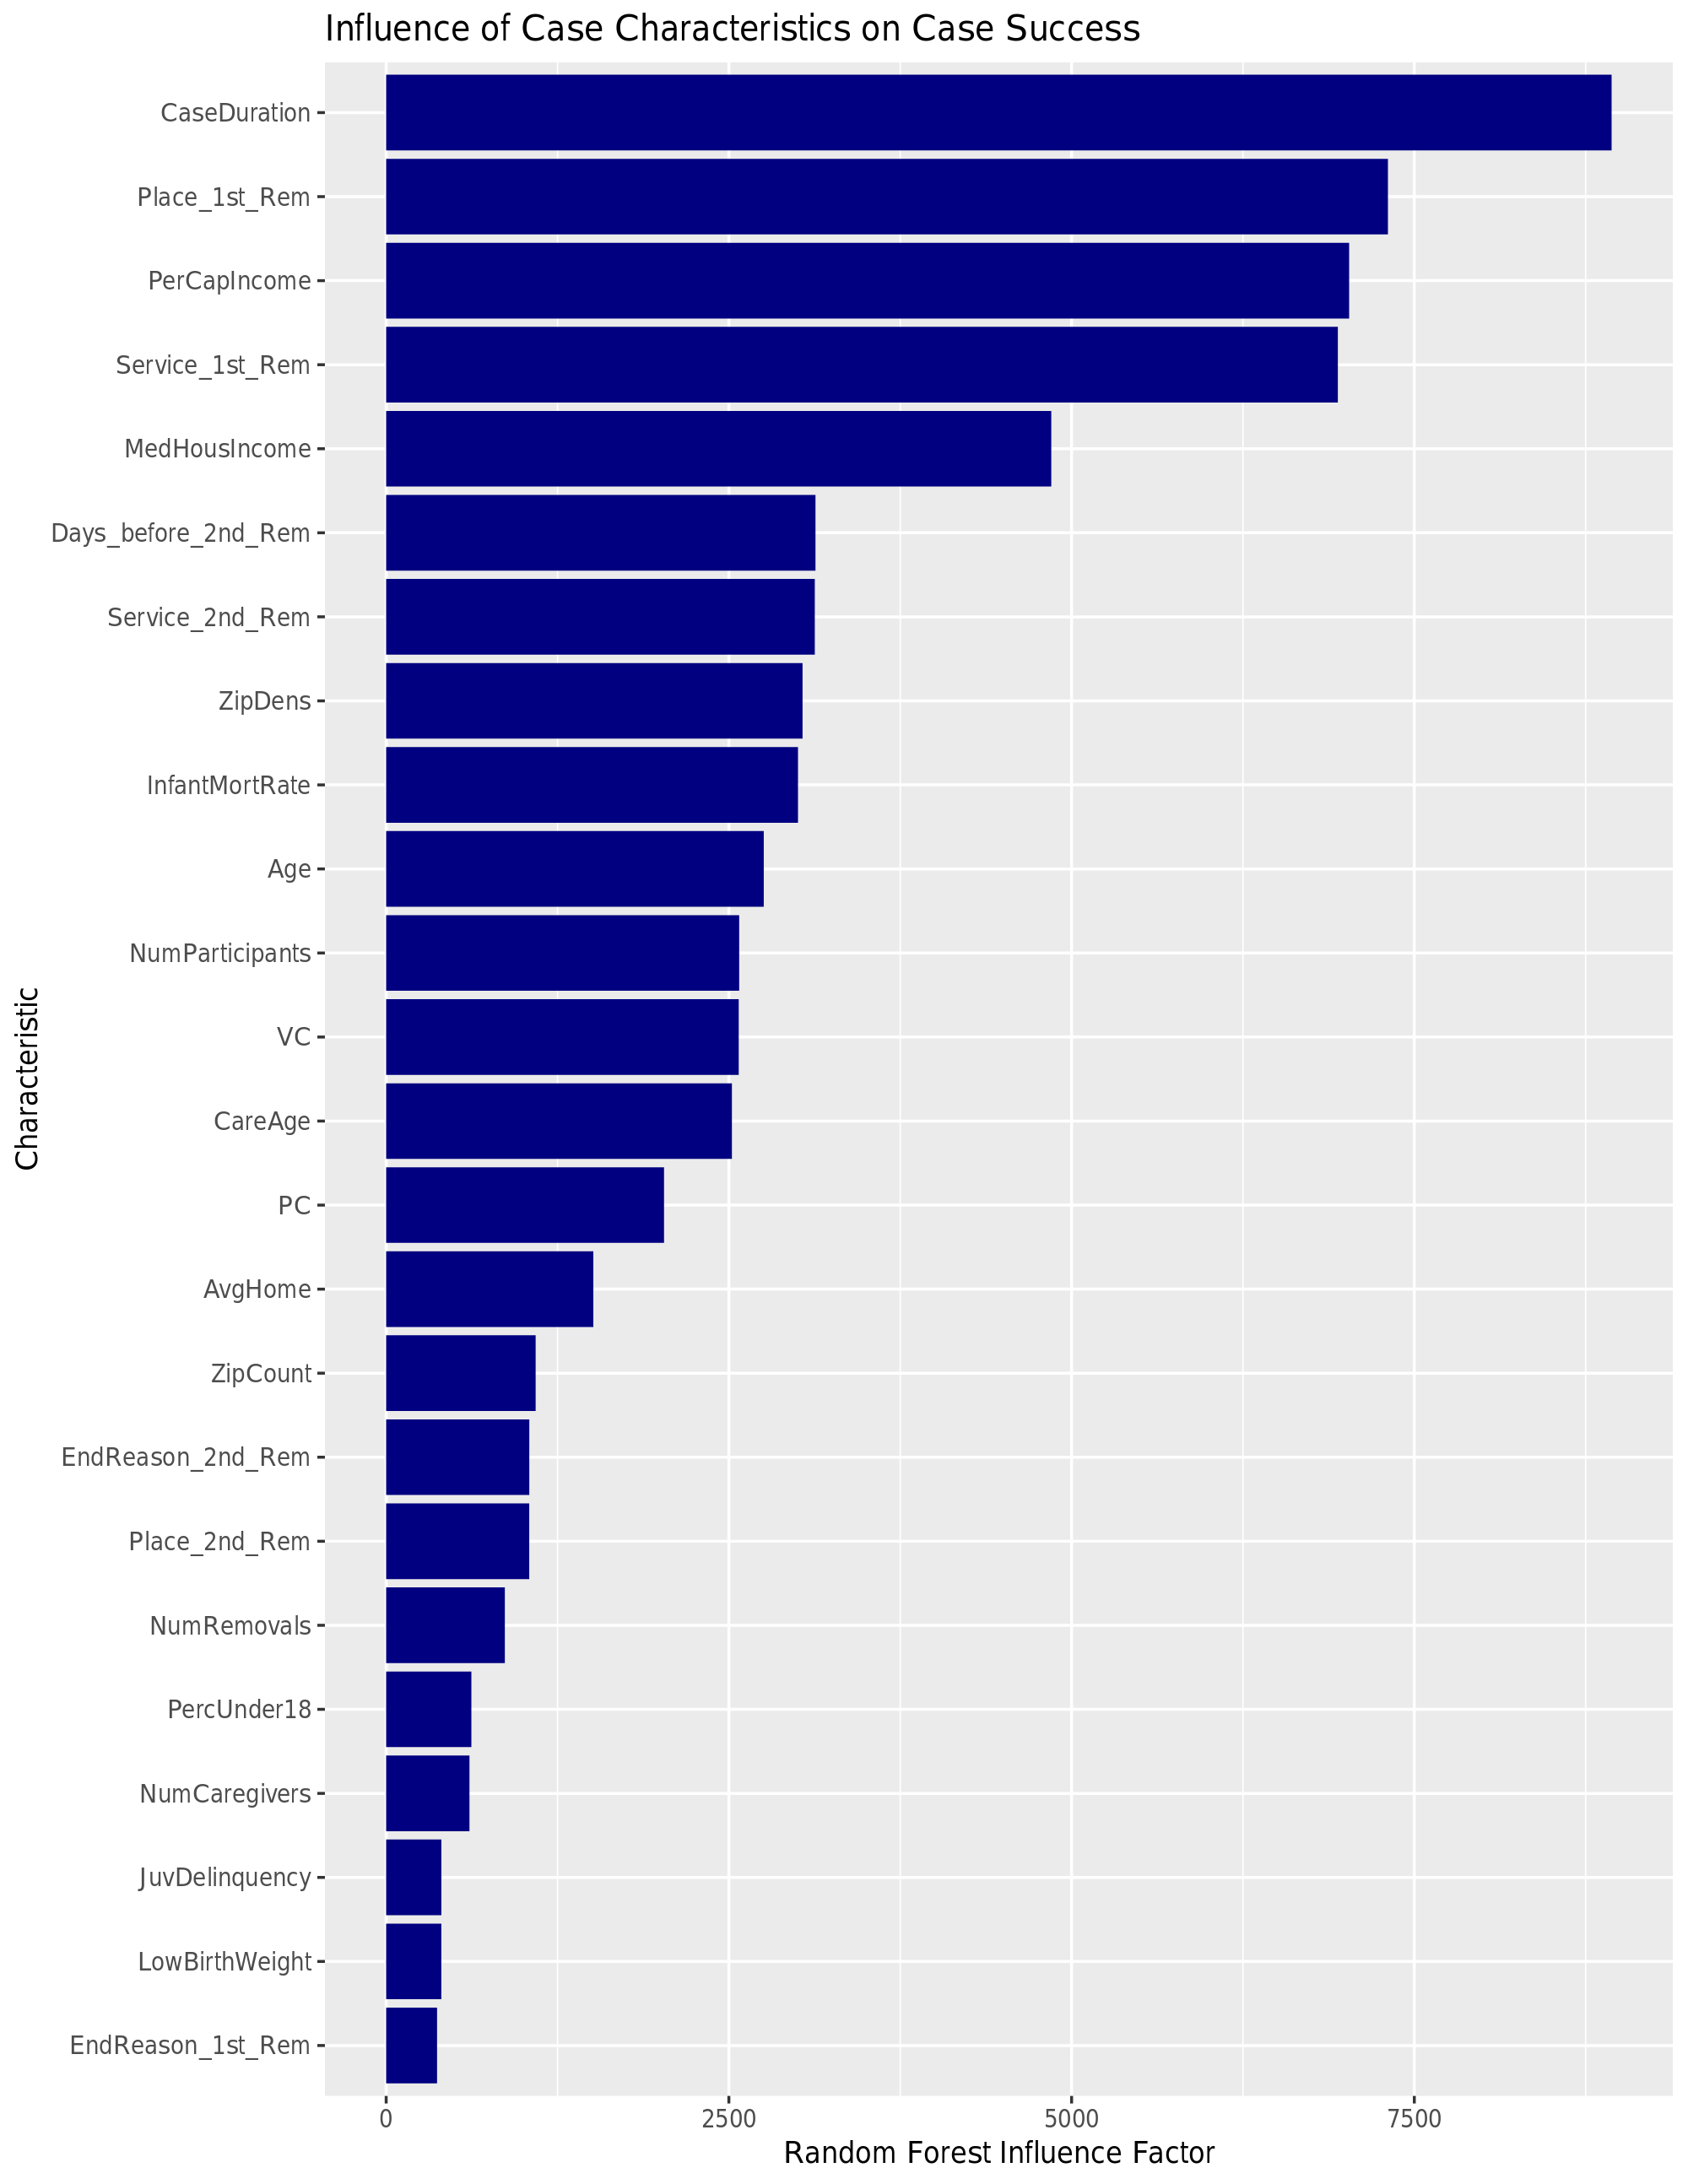 Influence of Case Characteristics on Case Success
CaseDuration
Place_1st_Rem
PerCapIncome
Service_1st_Rem
MedHousIncome
Days_before_2nd_Rem
Service_2nd_Rem
ZipDens
InfantMortRate
Age
NumParticipants
VC
CareAge
PC
AvgHome
ZipCount
EndReason_2nd_Rem
Place_2nd_Rem
NumRemovals
PercUnder18
NumCaregivers
JuvDelinquency
LowBirthWeight
EndReason_1st_Rem
Characteristic
0 2500 5000 7500
Random Forest Influence Factor